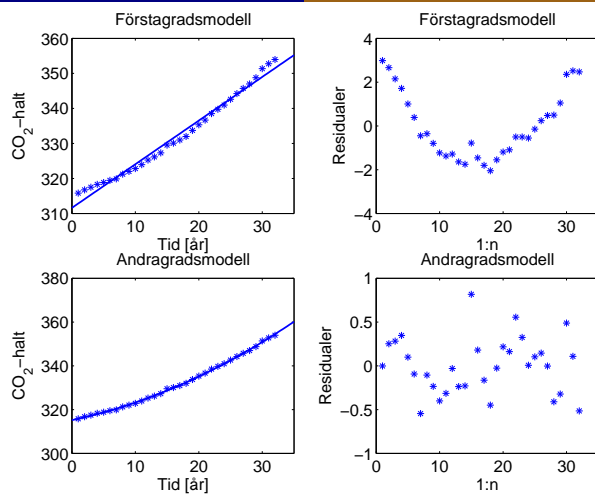 Förstagradsmodell
360
350
340
330
320
310
0 10 20 30
CO2−halt
Tid [år]
Förstagradsmodell
4
2
0
−2
−4
0 10 20 30
Residualer
1:n
Andragradsmodell
380
360
340
320
300
0 10 20 30
CO2−halt
Tid [år]
Andragradsmodell
1
0.5
0
−0.5
−1
0 10 20 30
Residualer
1:n